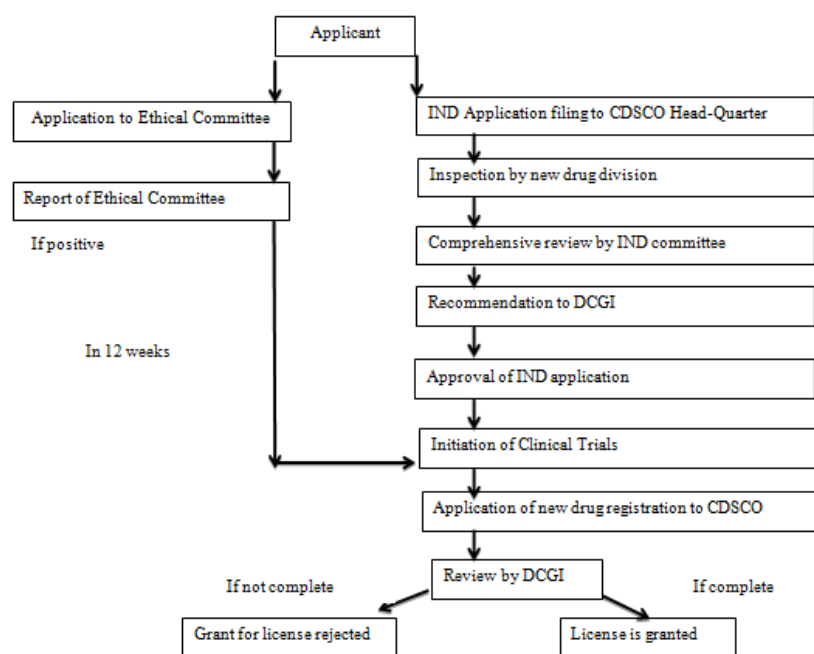 Applicant
Application to Ethical Committee
IND Application filing to CDSCO Head-Quarter
Inspection by new drug division
Report of Ethical Committee
If positive
Comprehensive review by IND committee
Recommendation to DCGI
In 12 weeks
Approval of IND application
Initiation of Clinical Trials
Application of new drug registration to CDSCO
Review by DCGI
If not complete
If complete
Grant for license rejected
License is granted